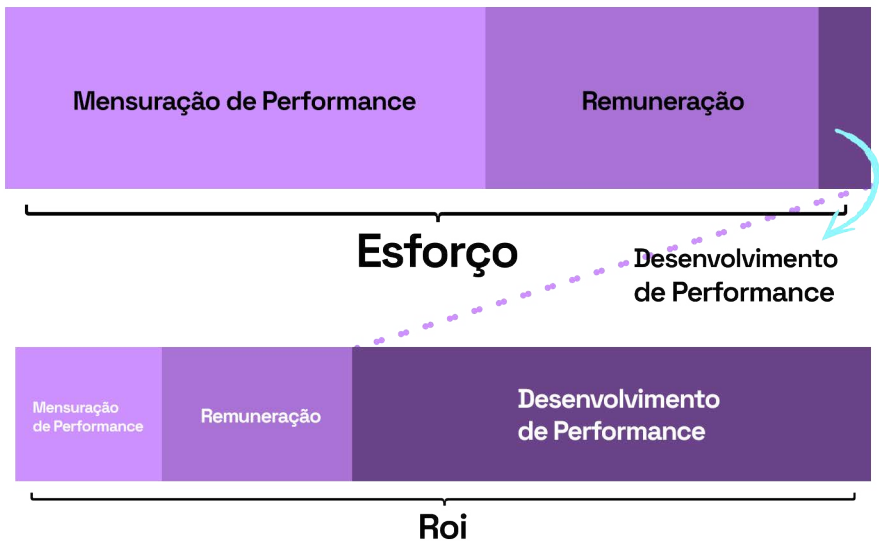 Mensuração de Performance
Remuneração
Esforço
Desenvolvimento
de Performance
Mensuração
de Performance
Remuneração
Desenvolvimento
de Performance
Roi